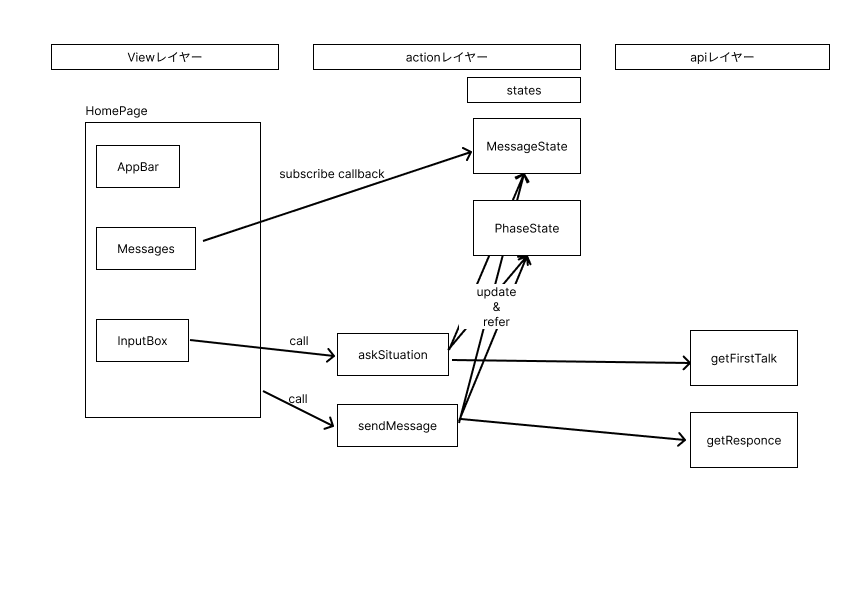 Viewレイヤー
actionレイヤー
apiレイヤー
states
HomePage
MessageState
AppBar
subscribe callback
PhaseState
Messages
update
&
refer
InputBox
call
askSituation
getFirstTalk
call
sendMessage
getResponce